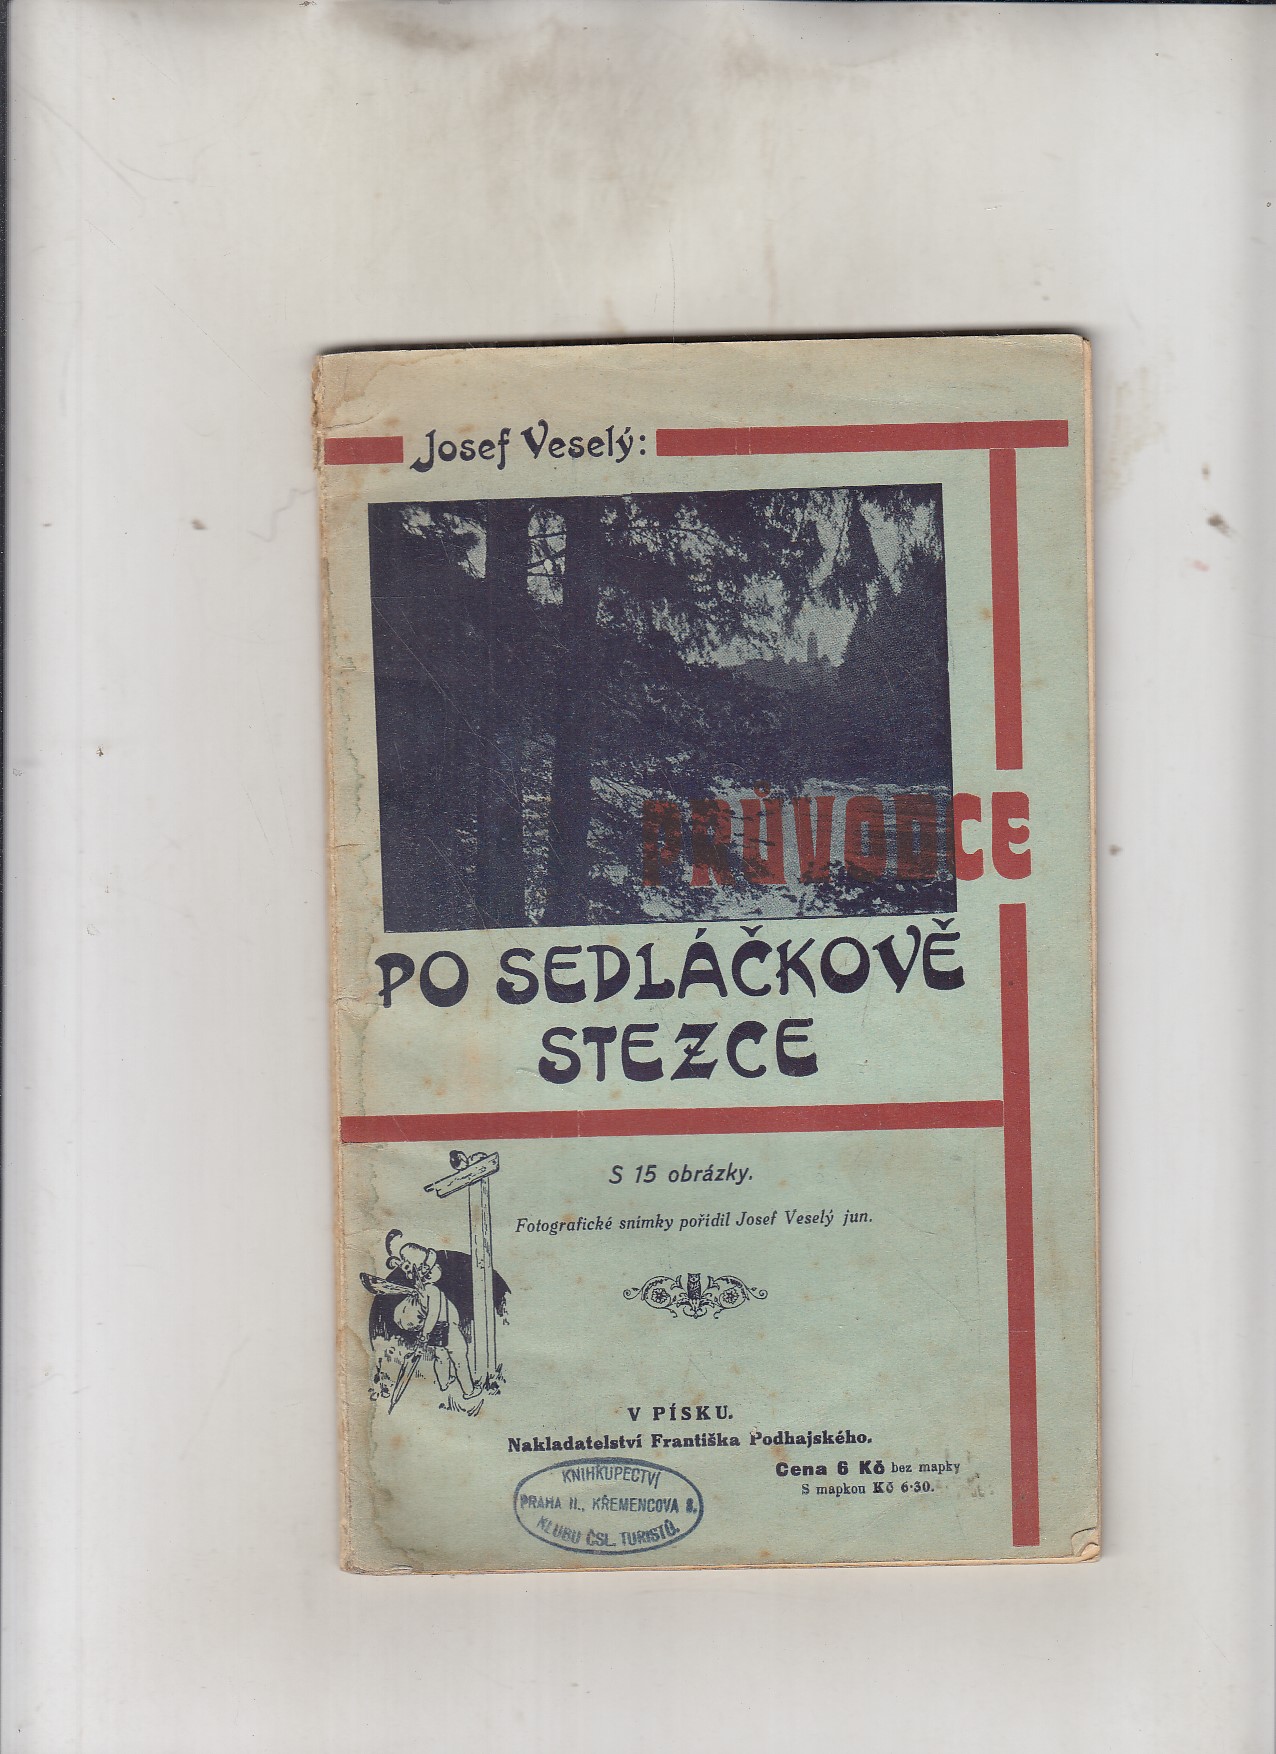 Josef Veselý:
PRŮVODCE
PO SEDLÁČKOVĚ
STEZCE
S 15 obrázky.
Fotografické snímky pořídil Josef Veselý jun.
V PÍSKU.
Nakladatelství Františka Podhajského.
Cena 6 Kč bez mapky
S mapkou Kč 6·30.
KNIHKUPECTVÍ
PRAHA II., KŘEMENCOVA 8.
KLUBU ČSL. TURISTŮ.